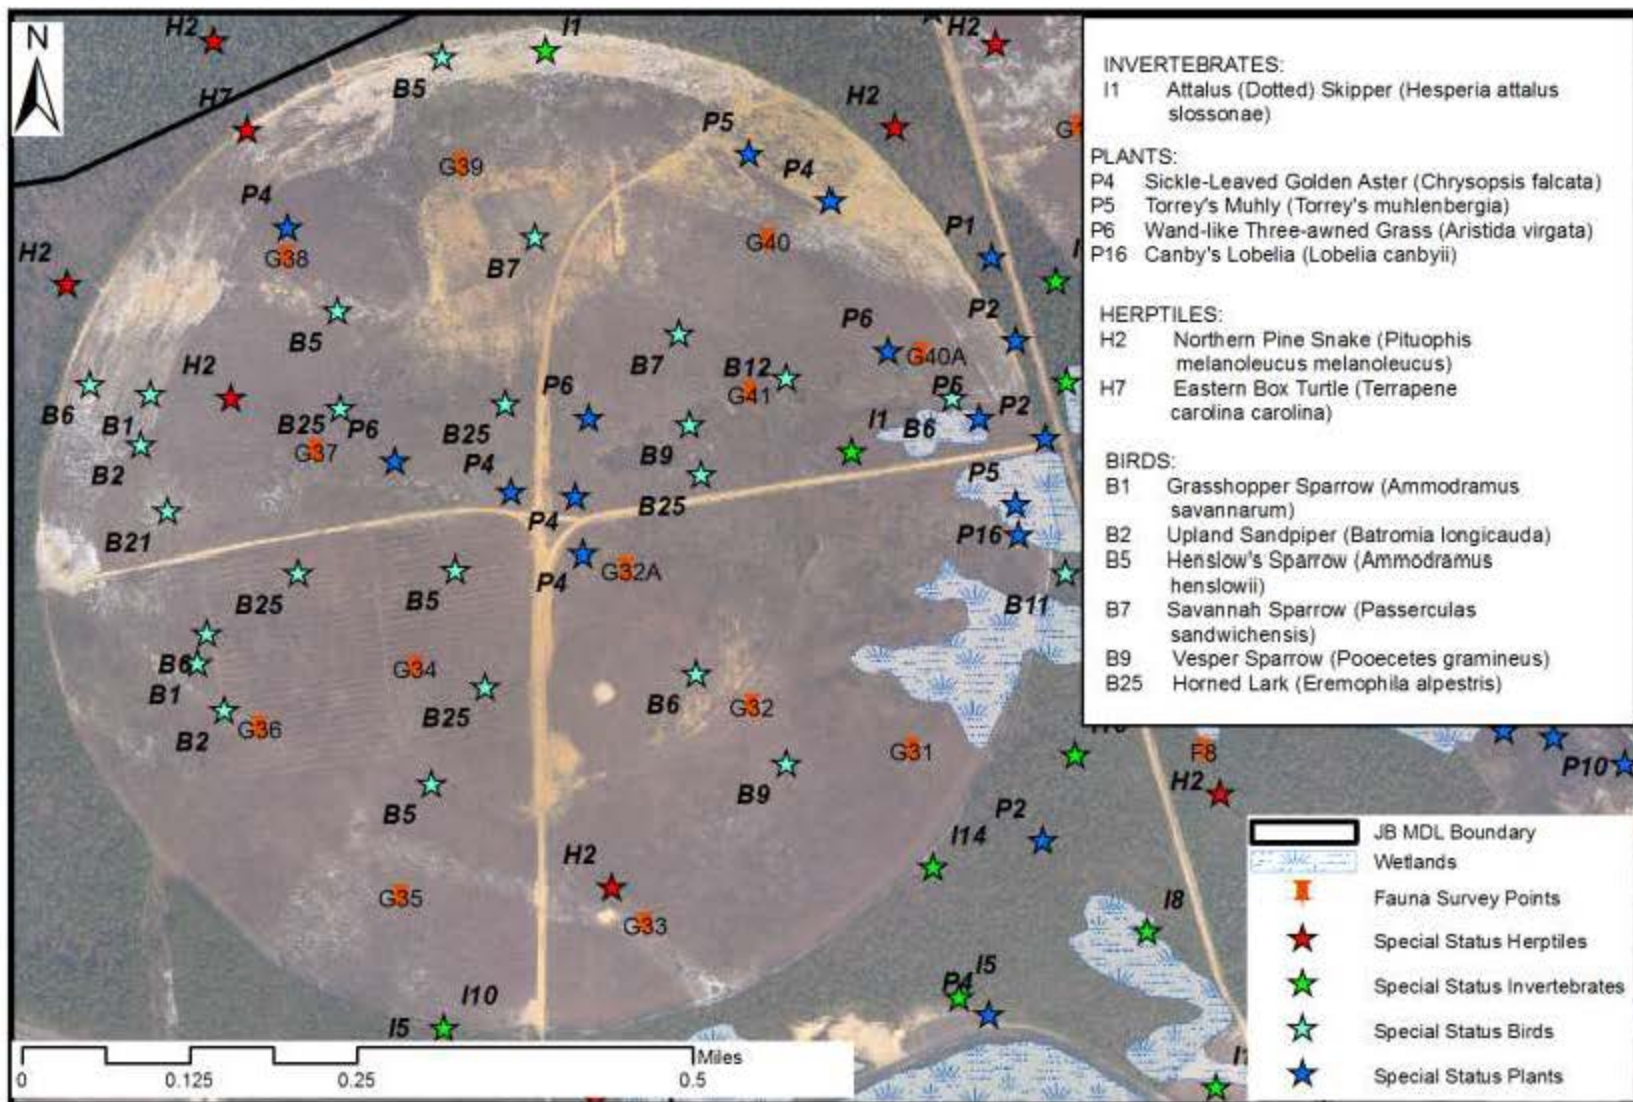 N
H2
I1
H2
B5
H7
H2
P5
G39
P4
P4
G40
P1
G38
H2
B7
B5
P2
P6
G40A
B7
B12
G41
H2
P6
B6
B1
B25
P6
B25
I1
P5
B6
P2
G37
B9
P4
B2
P5
B25
P4
B21
P16
P4
G32A
B25
B5
B11
B6
B1
G34
B25
B6
G32
B2
G36
G31
F8
P10
B9
H2
B5
P2
I14
H2
G35
G33
I8
I5
P4
I10
I5
INVERTEBRATES:
I1 Attalus (Dotted) Skipper (Hesperia attalus
slossonae)
PLANTS:
P4 Sickle-Leaved Golden Aster (Chrysopsis falcata)
P5 Torrey's Muhly (Torrey's muhlenbergia)
P6 Wand-like Three-awned Grass (Aristida virgata)
P16 Canby's Lobelia (Lobelia canbyii)
HERPTILES:
H2 Northern Pine Snake (Pituophis
melanoleucus melanoleucus)
H7 Eastern Box Turtle (Terrapene
carolina carolina)
BIRDS:
B1 Grasshopper Sparrow (Ammodramus
savannarum)
B2 Upland Sandpiper (Batromia longicauda)
B5 Henslow's Sparrow (Ammodramus
henslowii)
B7 Savannah Sparrow (Passerculas
sandwichensis)
B9 Vesper Sparrow (Pooecetes gramineus)
B25 Horned Lark (Eremophila alpestris)
JB MDL Boundary
Wetlands
Fauna Survey Points
Special Status Herptiles
Special Status Invertebrates
Special Status Birds
Special Status Plants
Miles
0 0.125 0.25 0.5